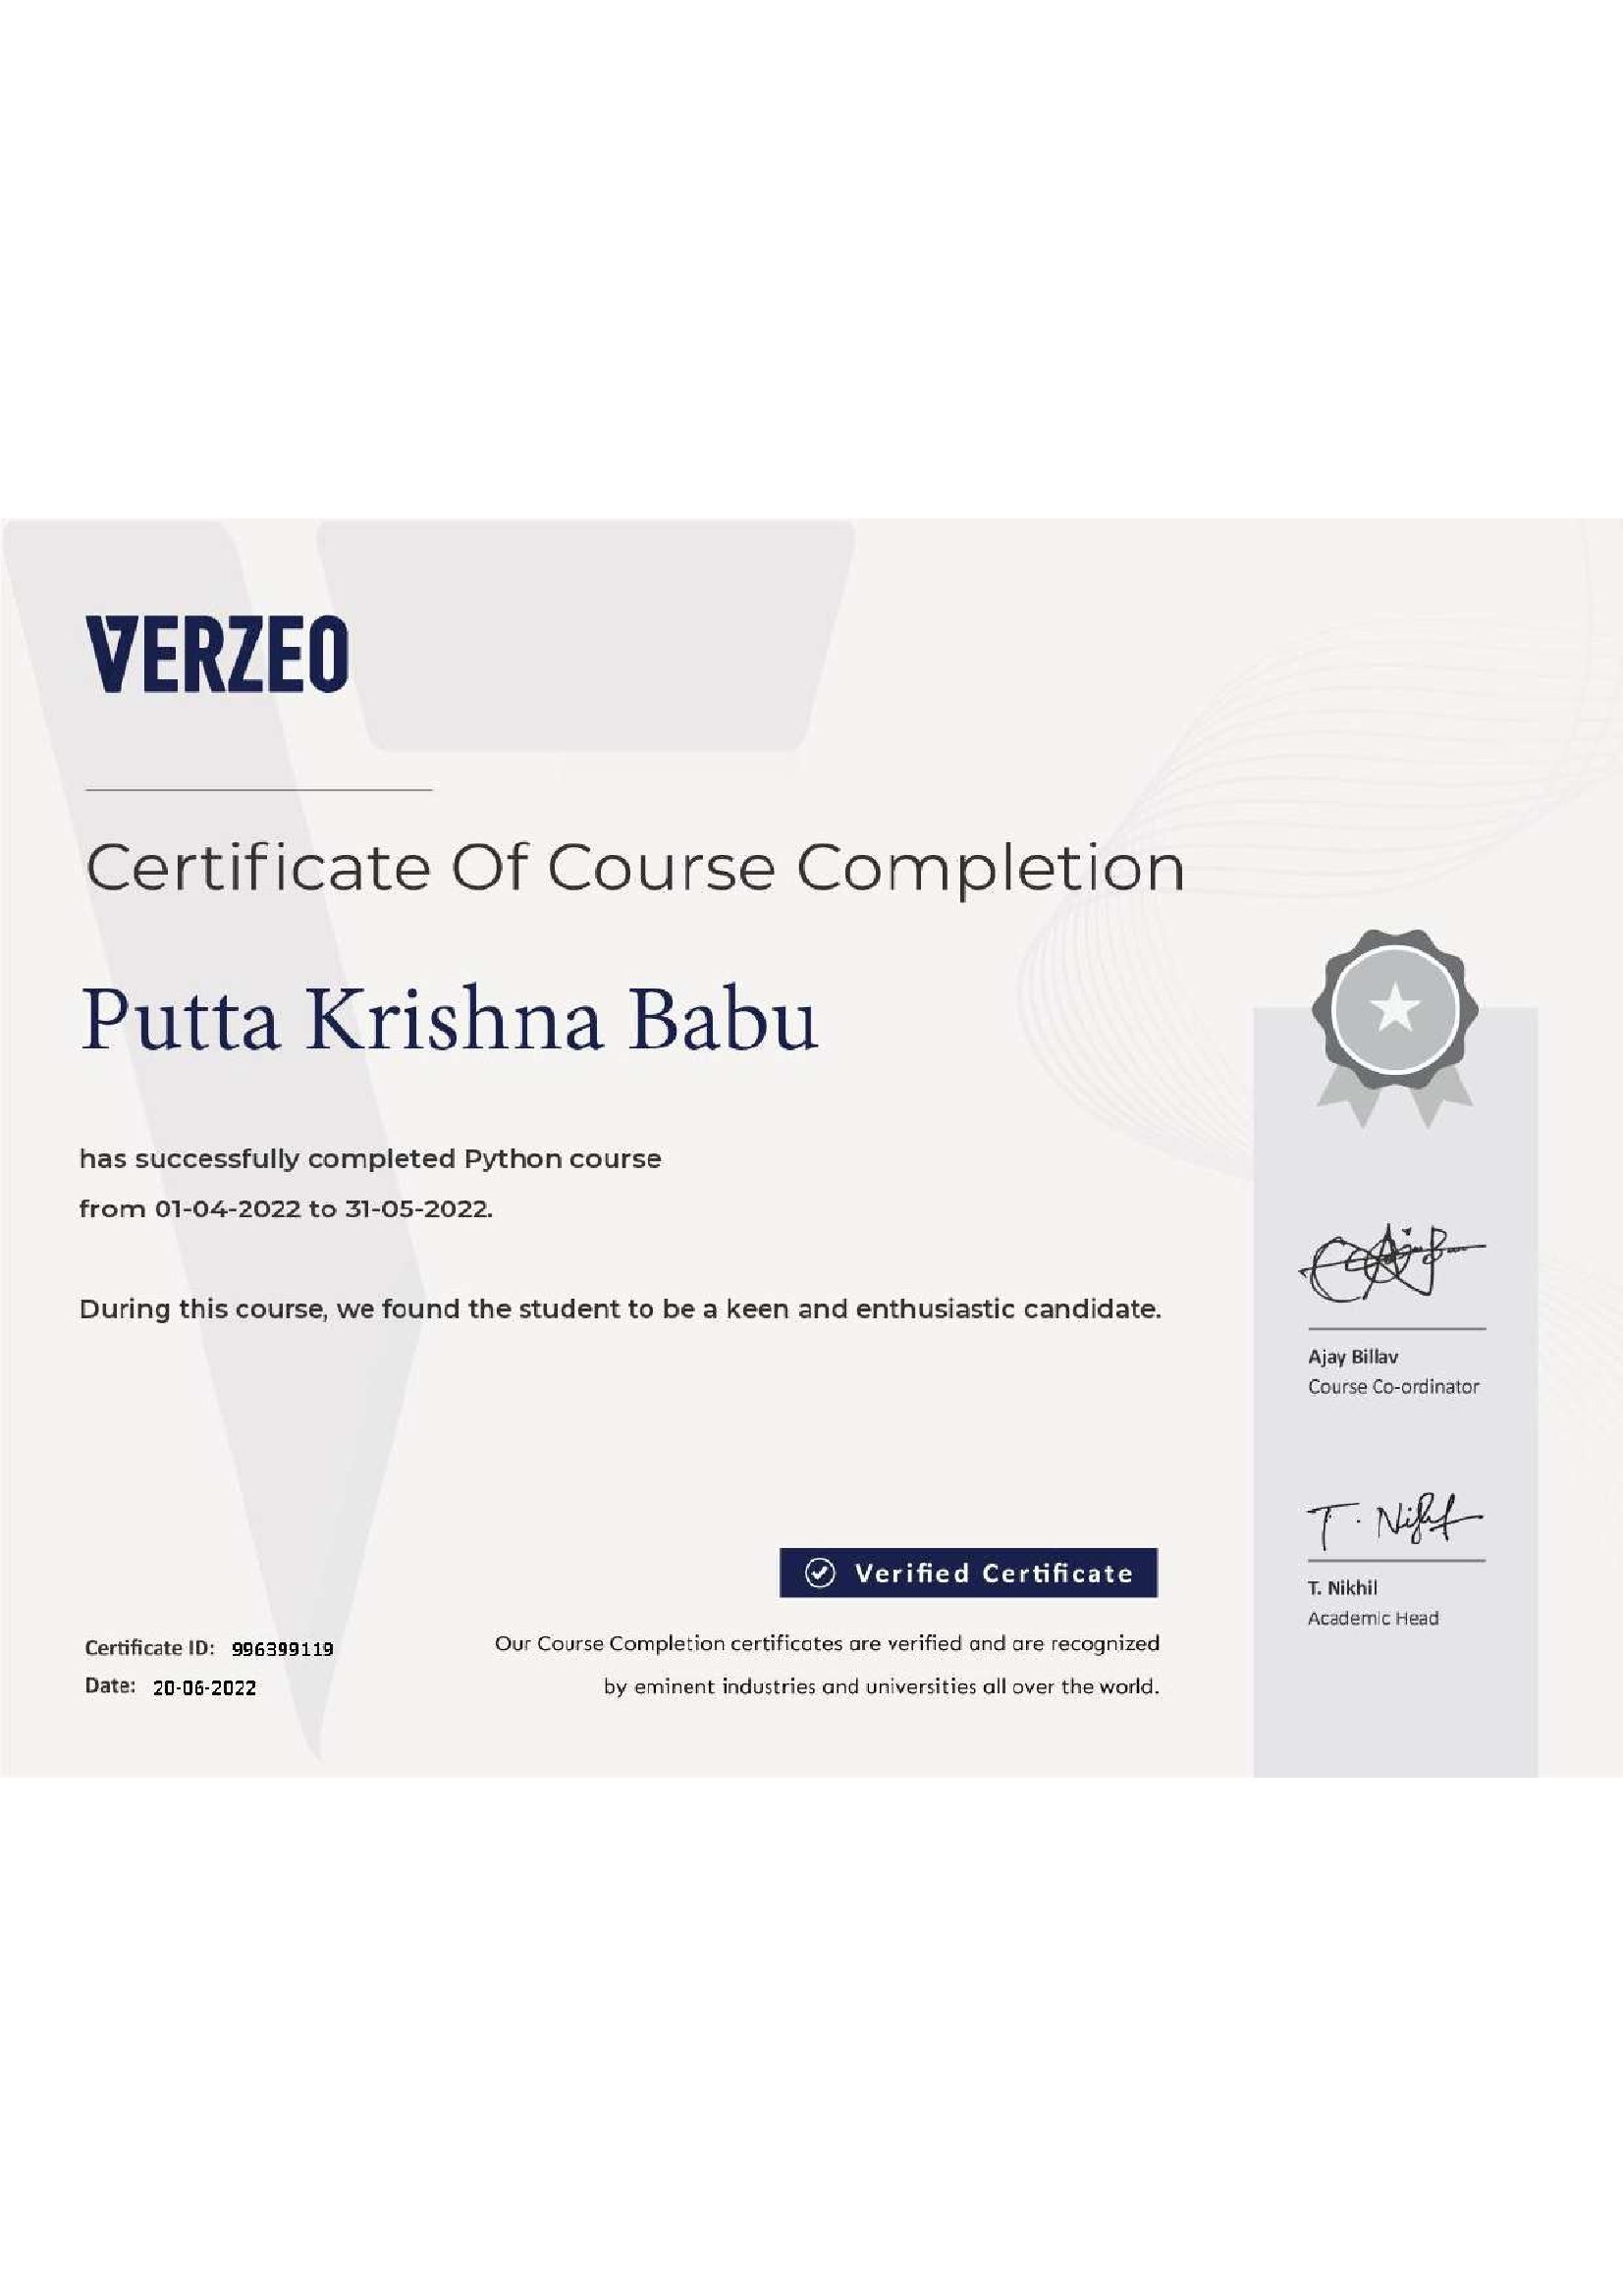 VERZEO
Certificate Of Course Completion
Putta Krishna Babu
has successfully completed Python course
from 01-04-2022 to 31-05-2022.
During this course, we found the student to be a keen and enthusiastic candidate.
Ajay Billav
Course Co-ordinator
T. Nikhil
T. Nikhil
Academic Head
Verified Certificate
Our Course Completion certificates are verified and are recognized
by eminent industries and universities all over the world.
Certificate ID: 996399119
Date: 20-06-2022